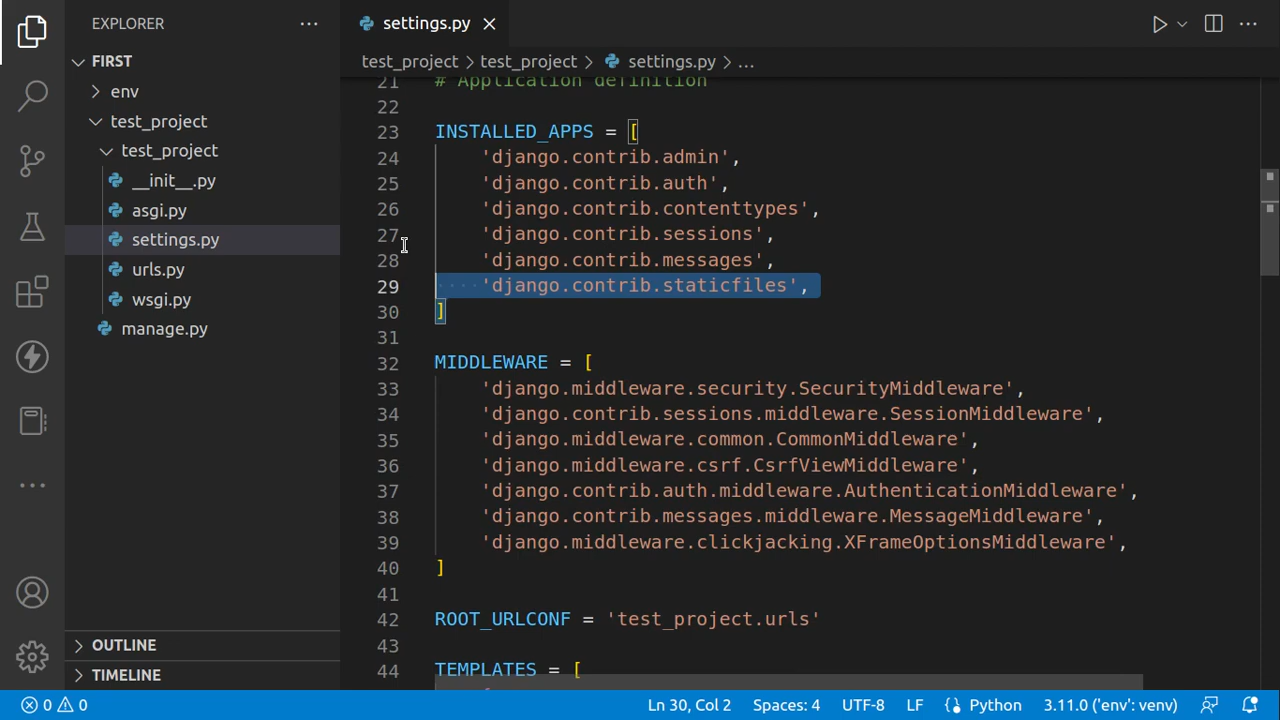 EXPLORER
···
settings.py
···
FIRST
test_project > test_project > settings.py > ...
env
test_project
test_project
__init__.py
asgi.py
settings.py
urls.py
wsgi.py
manage.py
21 # Application definition
22
23 INSTALLED_APPS = [
24 'django.contrib.admin',
25 'django.contrib.auth',
26 'django.contrib.contenttypes',
27 'django.contrib.sessions',
28 'django.contrib.messages',
29 ····'django.contrib.staticfiles',
30 ]
31
32 MIDDLEWARE = [
33 'django.middleware.security.SecurityMiddleware',
34 'django.contrib.sessions.middleware.SessionMiddleware',
35 'django.middleware.common.CommonMiddleware',
36 'django.middleware.csrf.CsrfViewMiddleware',
37 'django.contrib.auth.middleware.AuthenticationMiddleware',
38 'django.contrib.messages.middleware.MessageMiddleware',
39 'django.middleware.clickjacking.XFrameOptionsMiddleware',
40 ]
41
42 ROOT_URLCONF = 'test_project.urls'
43
44 TEMPLATES = [
OUTLINE
TIMELINE
0 0 Ln 30, Col 2 Spaces: 4 UTF-8 LF Python 3.11.0 ('env': venv)